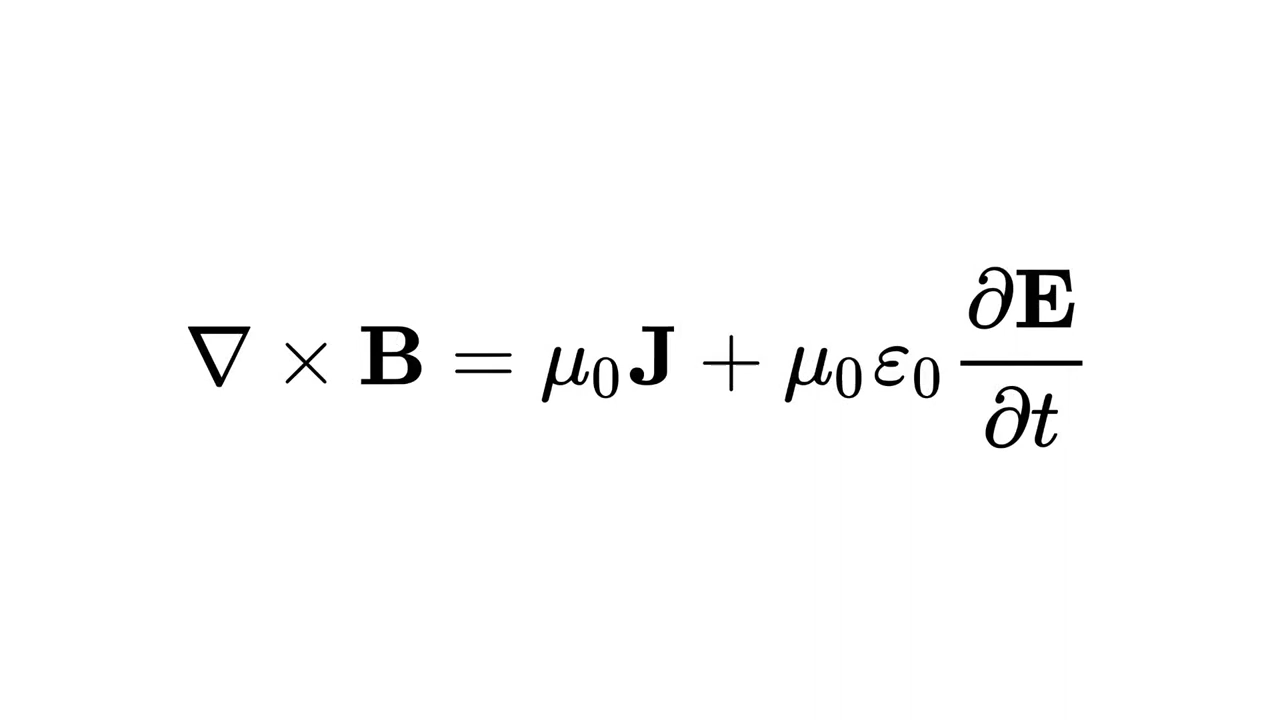 ∇ × 𝐁 = μ₀𝐉 + μ₀ε₀ ∂𝐄/∂t